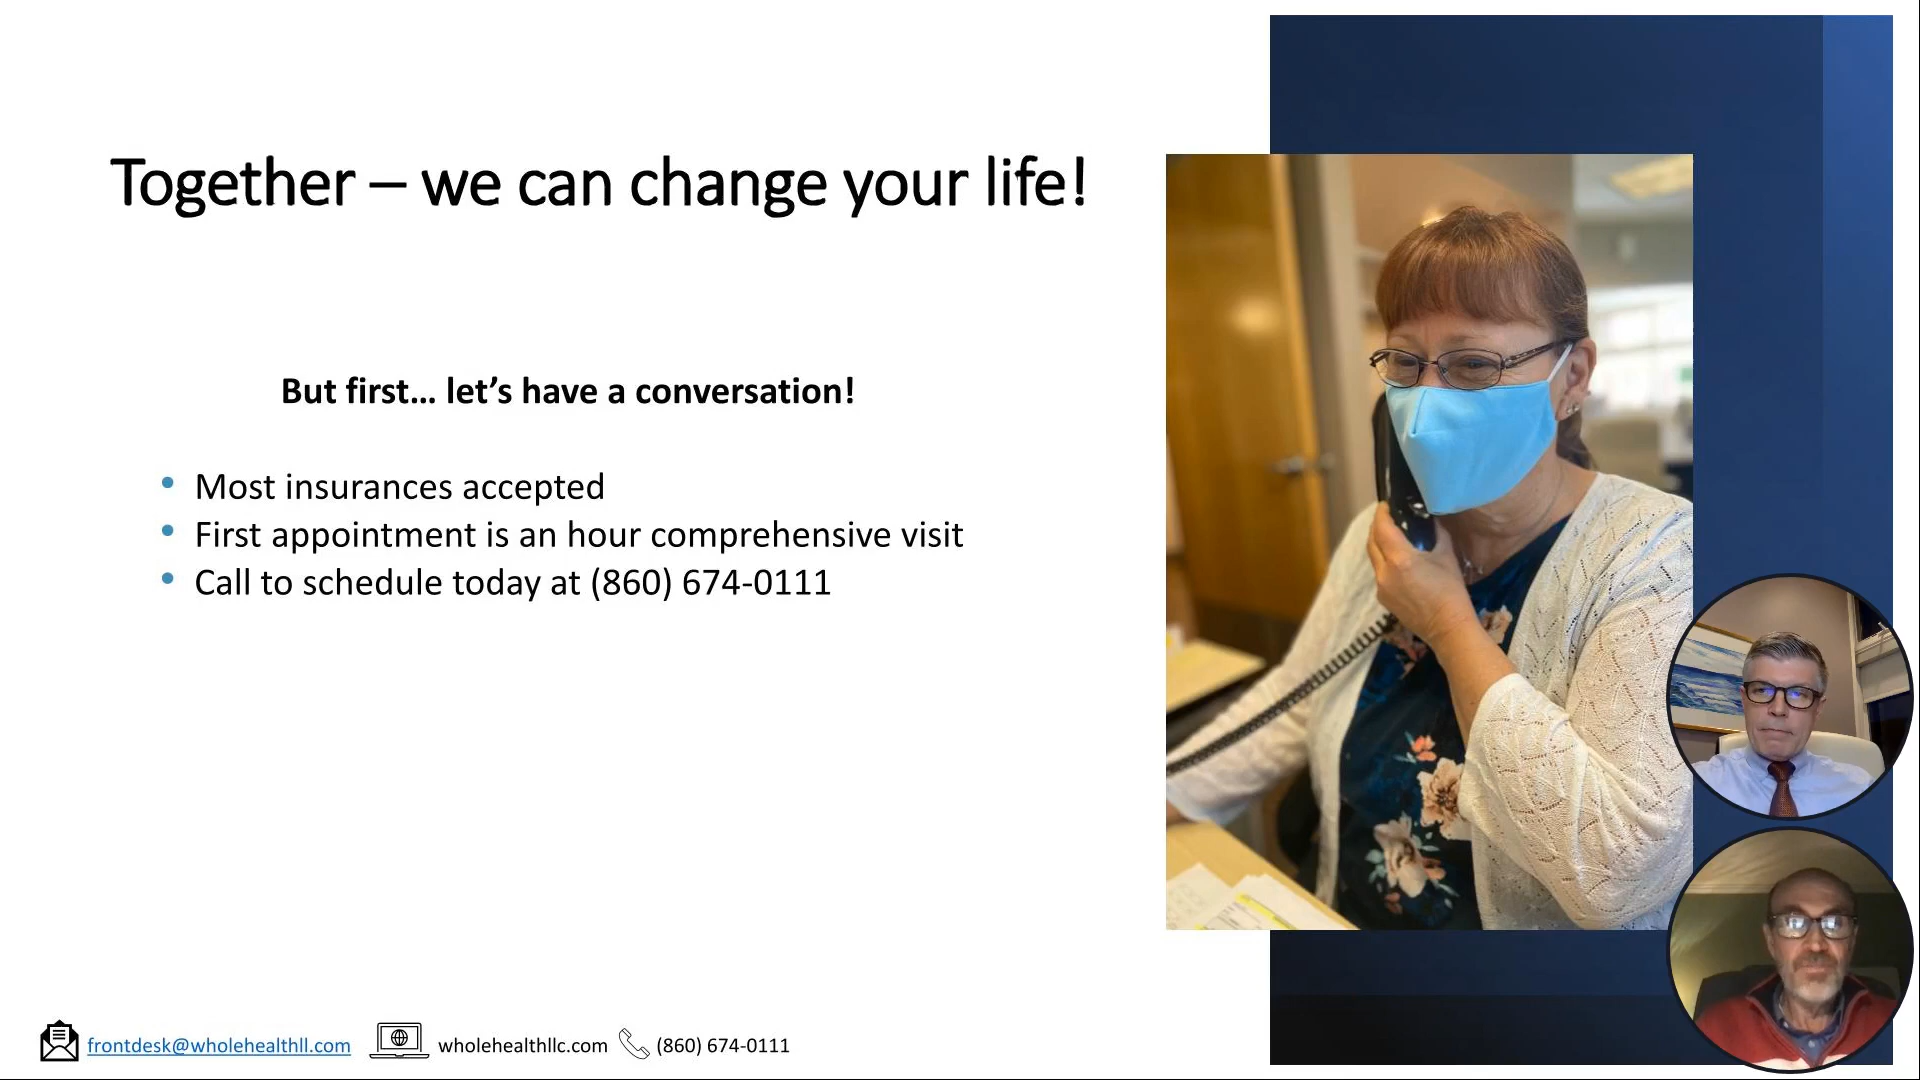 Together – we can change your life!
But first... let's have a conversation!
• Most insurances accepted
• First appointment is an hour comprehensive visit
• Call to schedule today at (860) 674-0111
frontdesk@wholehealthll.com wholehealthllc.com (860) 674-0111